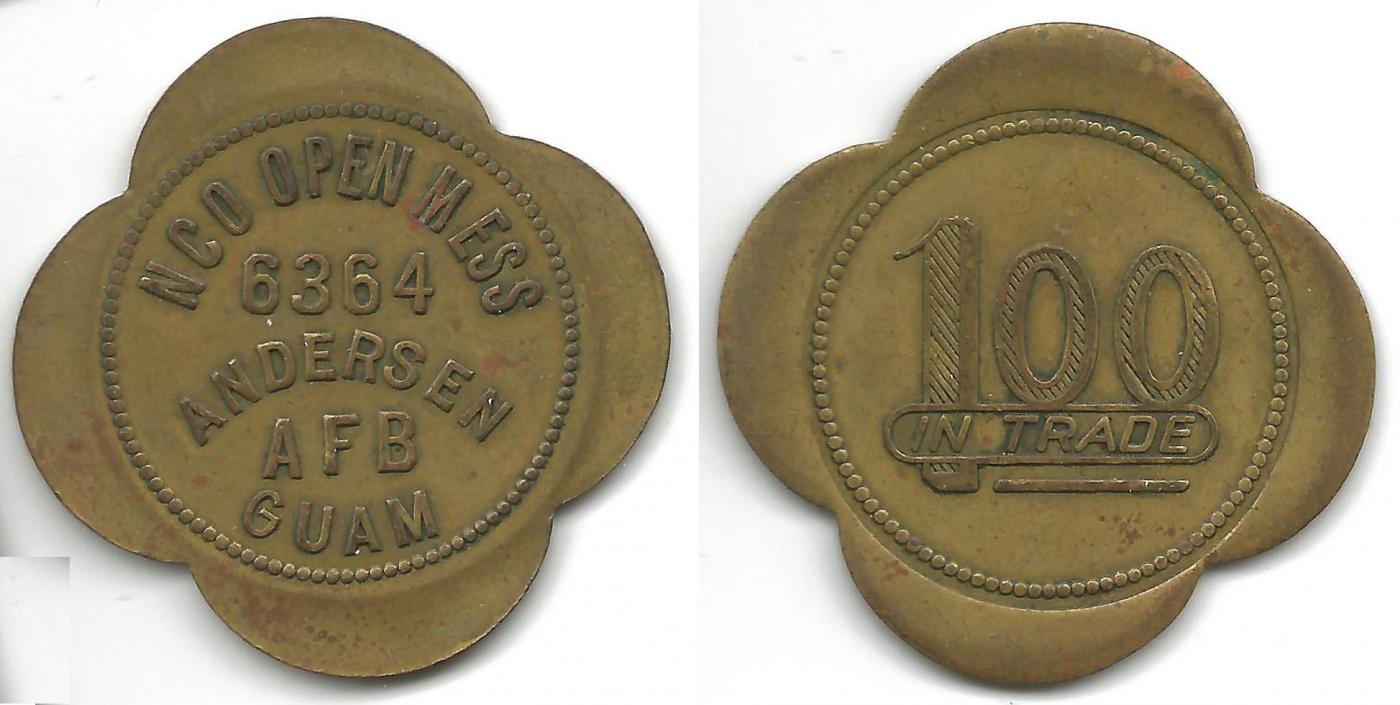 NCO OPEN MESS
6364
ANDERSEN
AFB
GUAM
100
IN TRADE